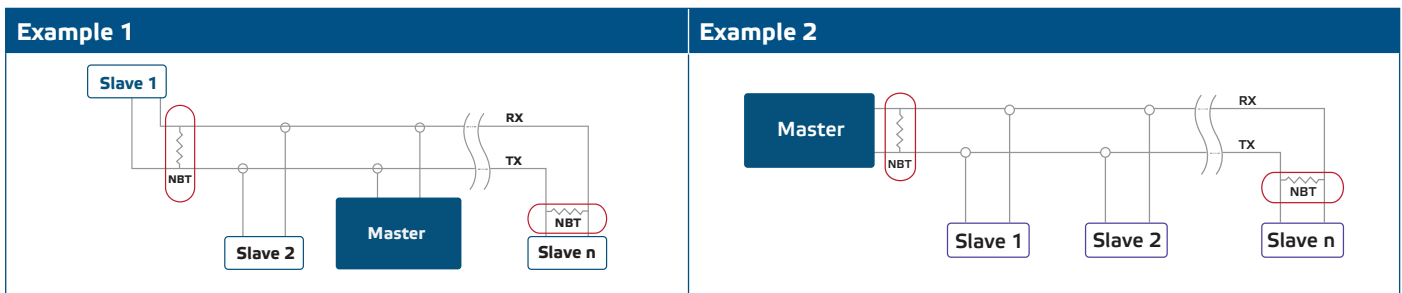 Example 1
Slave 1
RX
TX
NBT
NBT
Slave 2
Master
Slave n
Example 2
Master
RX
TX
NBT
NBT
Slave 1
Slave 2
Slave n